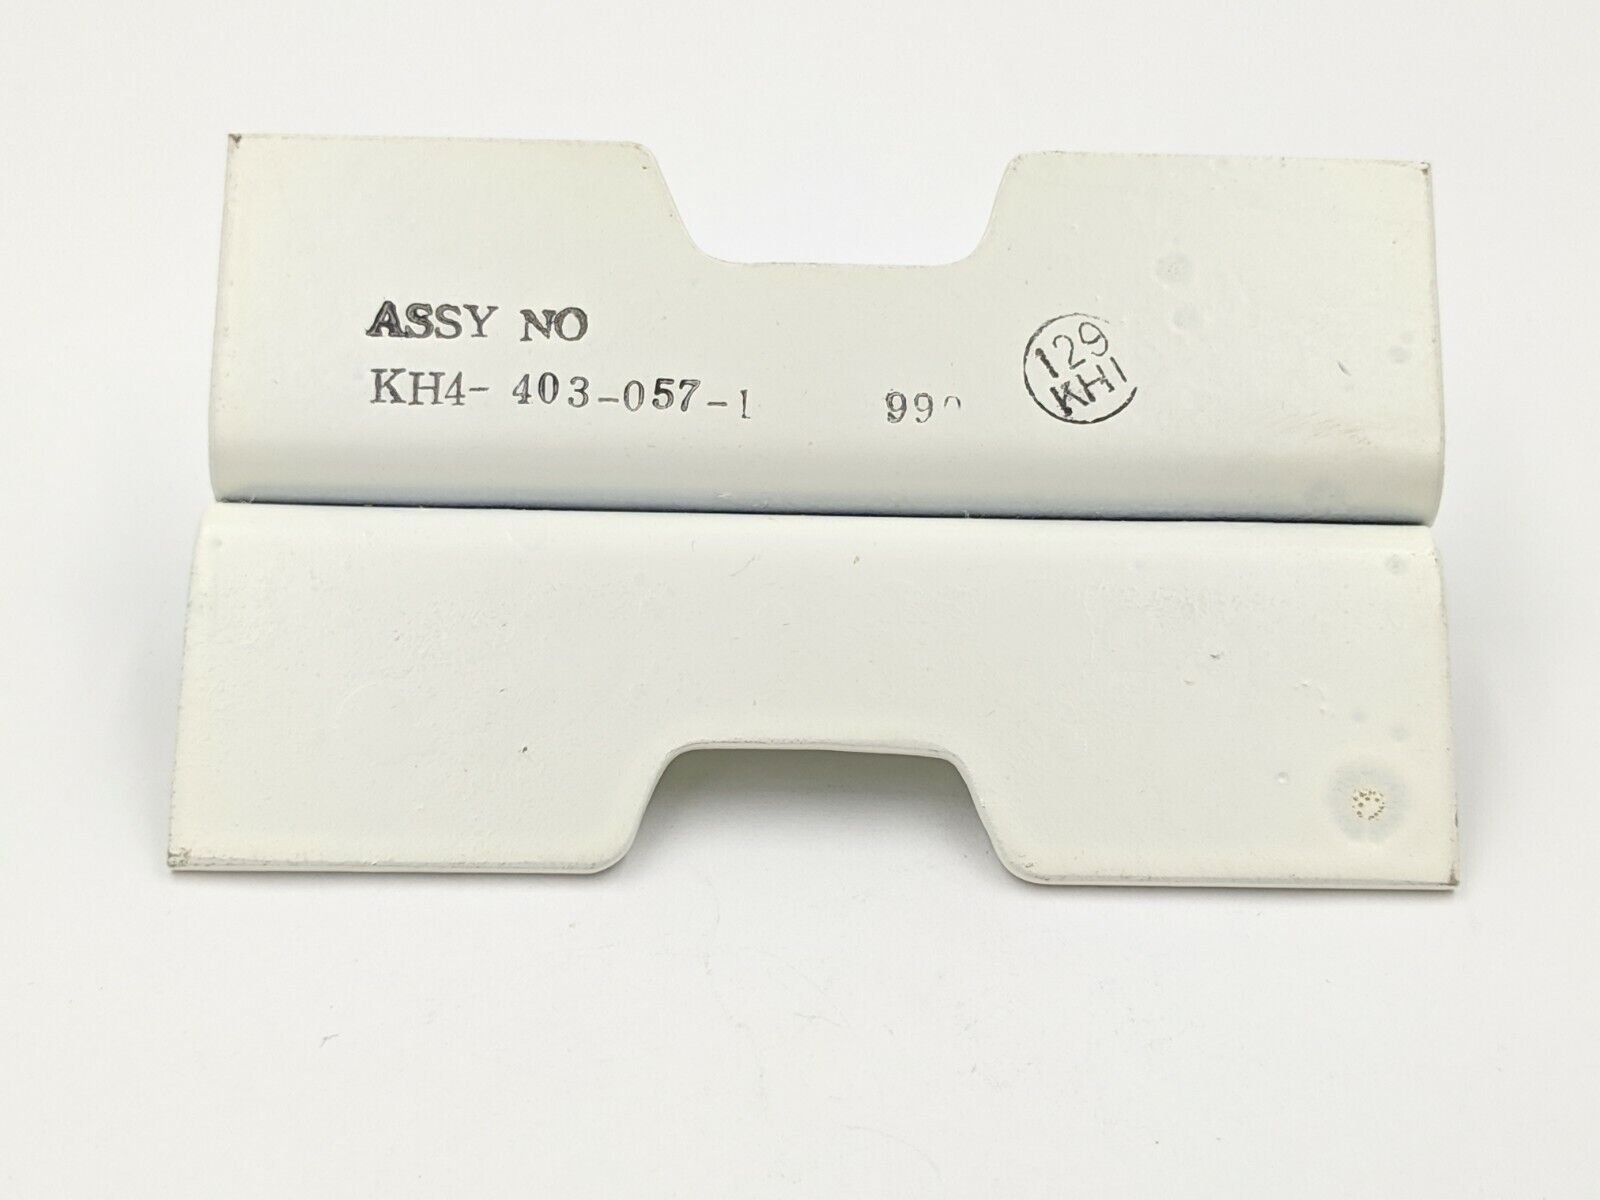 ASSY NO
KH4-403-057-1
129
KHI